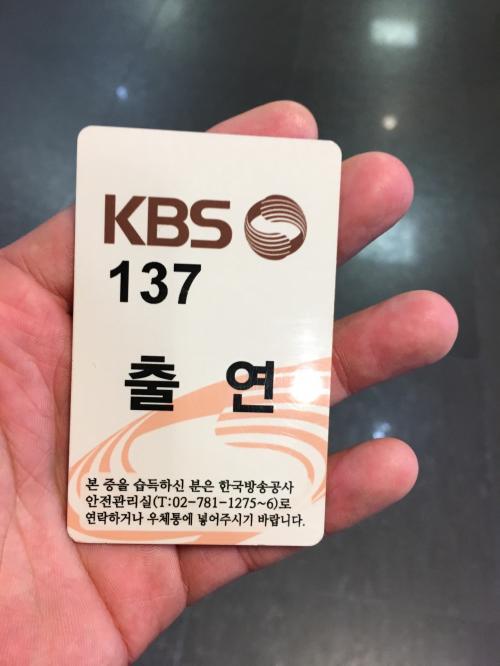 KBS
137
출 연
본 증을 습득하신 분은 한국방송공사
안전관리실(T:02-781-1275~6)로
연락하거나 우체통에 넣어주시기 바랍니다.